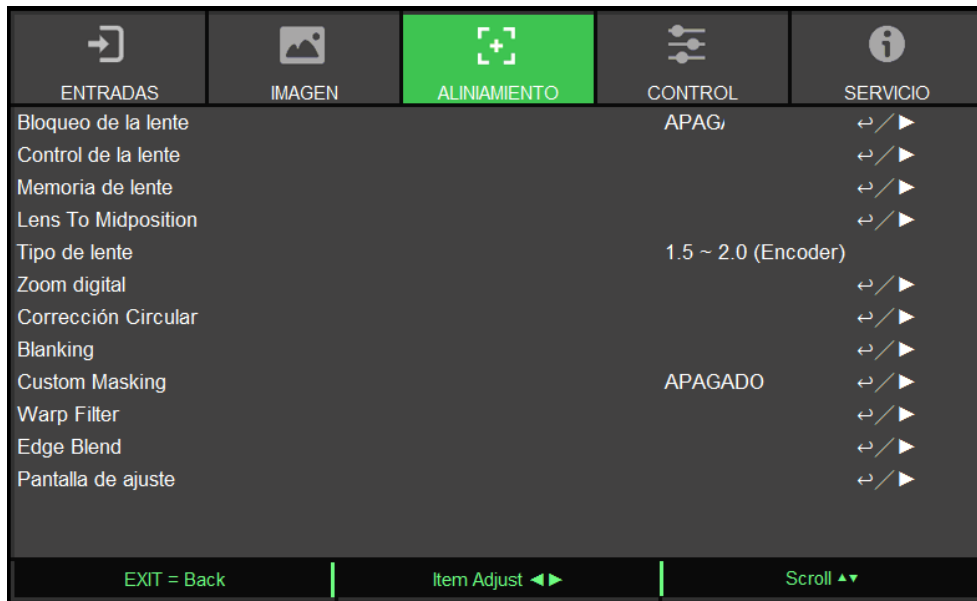 ENTRADAS IMAGEN ALINIAMIENTO CONTROL SERVICIO
Bloqueo de la lente
Control de la lente
Memoria de lente
Lens To Midposition
Tipo de lente 1.5 ~ 2.0 (Encoder)
Zoom digital
Corrección Circular
Blanking
Custom Masking APAGADO
Warp Filter
Edge Blend
Pantalla de ajuste
EXIT = Back Item Adjust ◄► Scroll ▲▼